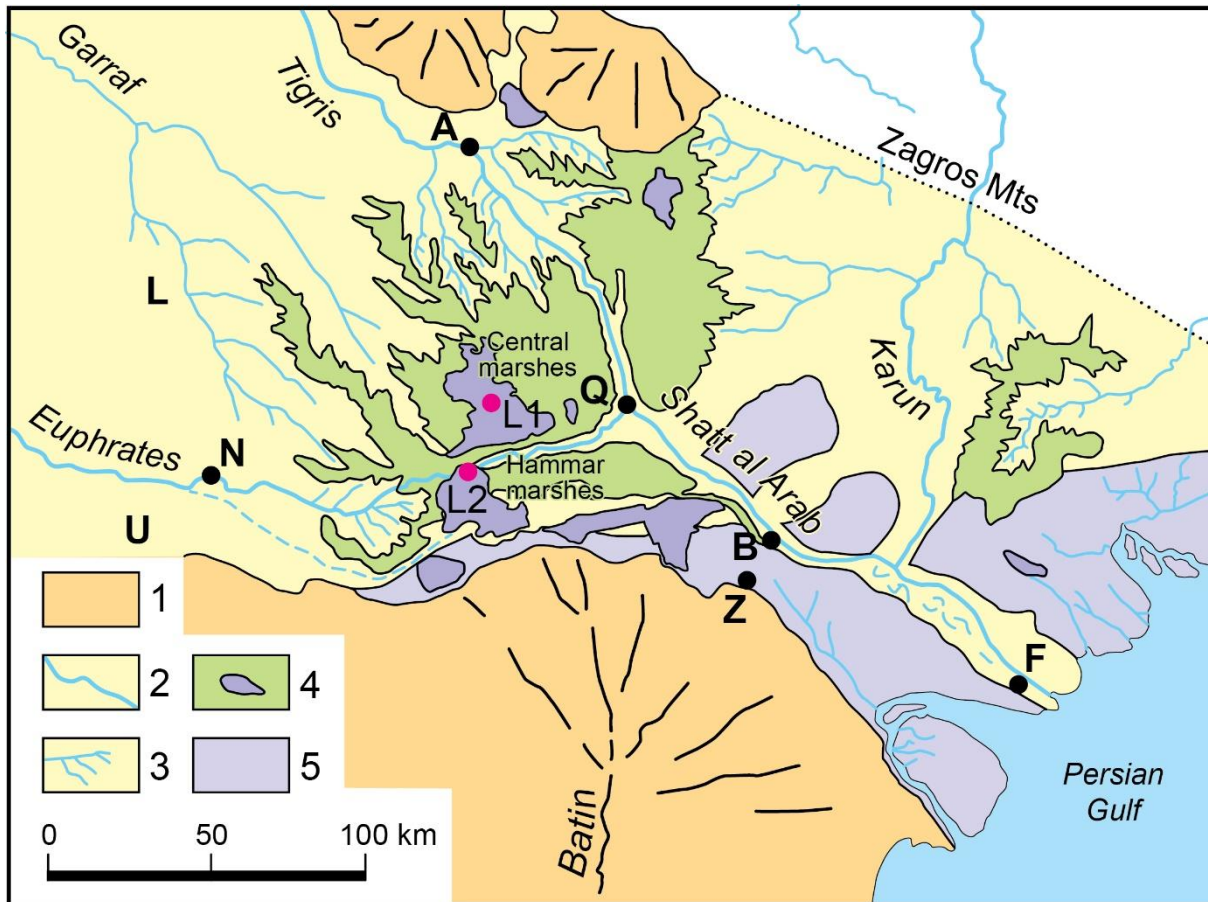 Garraf
Tigris
A
Zagros Mts
L
Central
marshes
L1
Q
Karun
Shatt al Arab
Euphrates
N
Hammar
marshes
L2
U
B
Z
F
1
2
4
3
5
0 50 100 km
Batin
Persian
Gulf